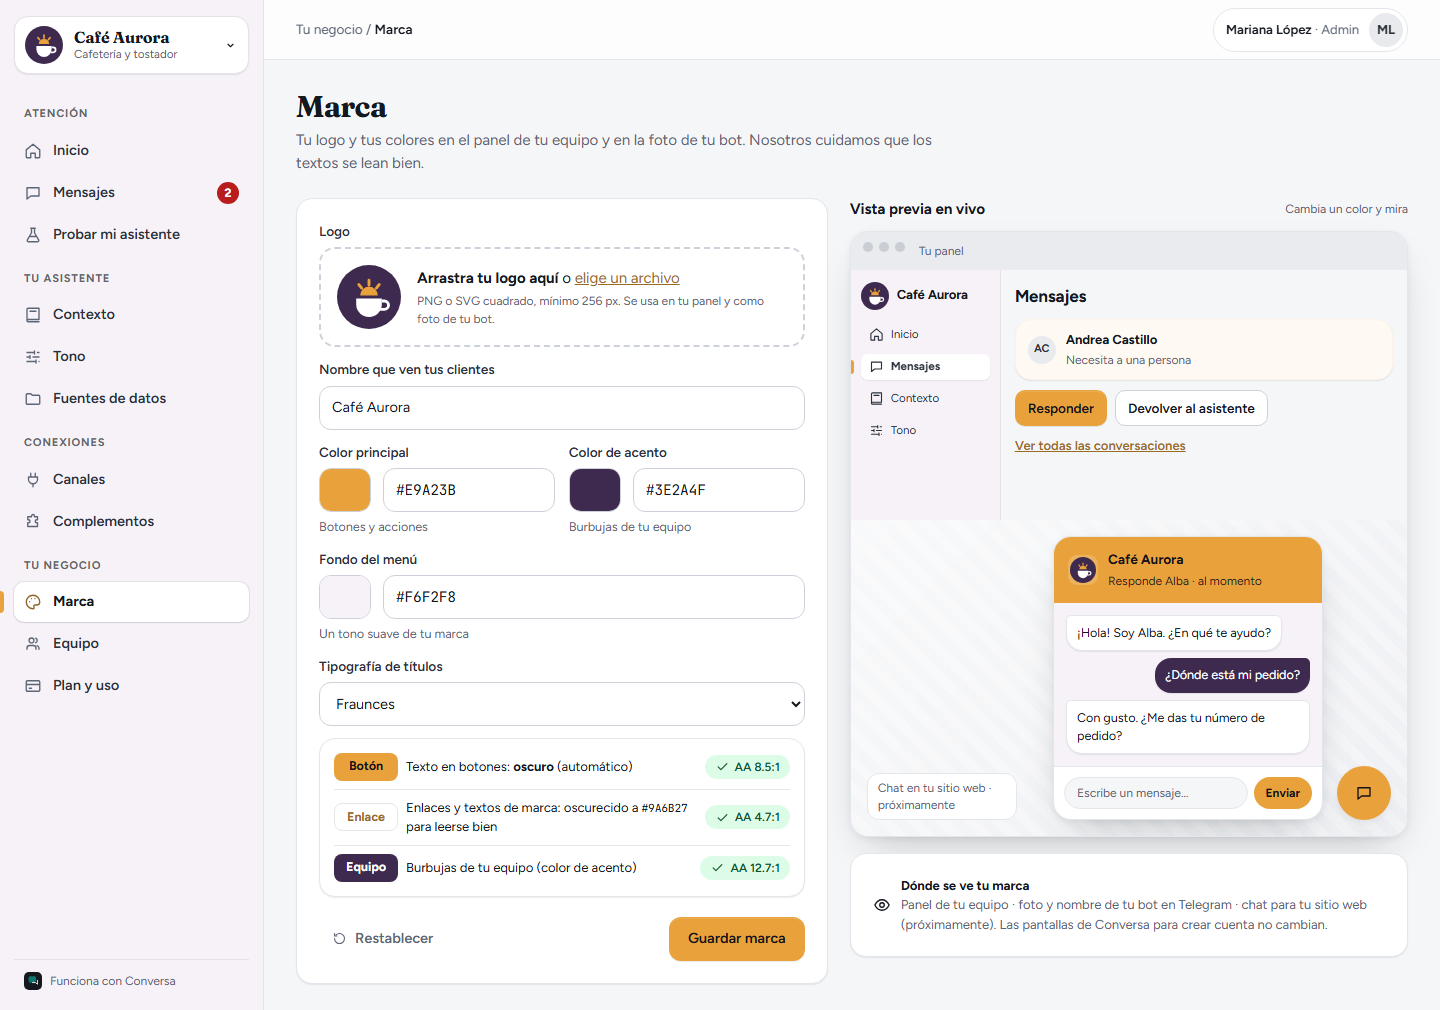 Café Aurora
Cafetería y tostador
ATENCIÓN
Inicio
Mensajes
2
Probar mi asistente
TU ASISTENTE
Contexto
Tono
Fuentes de datos
CONEXIONES
Canales
Complementos
TU NEGOCIO
Marca
Equipo
Plan y uso
Funciona con Conversa
Tu negocio / Marca
Mariana López · Admin
ML
Marca
Tu logo y tus colores en el panel de tu equipo y en la foto de tu bot. Nosotros cuidamos que los
textos se lean bien.
Logo
Arrastra tu logo aquí o elige un archivo
PNG o SVG cuadrado, mínimo 256 px. Se usa en tu panel y como
foto de tu bot.
Nombre que ven tus clientes
Café Aurora
Color principal
#E9A23B
Botones y acciones
Color de acento
#3E2A4F
Burbujas de tu equipo
Fondo del menú
#F6F2F8
Un tono suave de tu marca
Tipografía de títulos
Fraunces
Botón
Texto en botones: oscuro (automático)
AA 8.5:1
Enlace
Enlaces y textos de marca: oscurecido a #9A6B27
para leerse bien
AA 4.7:1
Equipo
Burbujas de tu equipo (color de acento)
AA 12.7:1
Restablecer
Guardar marca
Vista previa en vivo
Cambia un color y mira
Tu panel
Café Aurora
Inicio
Mensajes
Contexto
Tono
Mensajes
AC
Andrea Castillo
Necesita a una persona
Responder
Devolver al asistente
Ver todas las conversaciones
Café Aurora
Responde Alba · al momento
¡Hola! Soy Alba. ¿En qué te ayudo?
¿Dónde está mi pedido?
Con gusto. ¿Me das tu número de
pedido?
Escribe un mensaje...
Enviar
Chat en tu sitio web ·
próximamente
Dónde se ve tu marca
Panel de tu equipo · foto y nombre de tu bot en Telegram · chat para tu sitio web
(próximamente). Las pantallas de Conversa para crear cuenta no cambian.